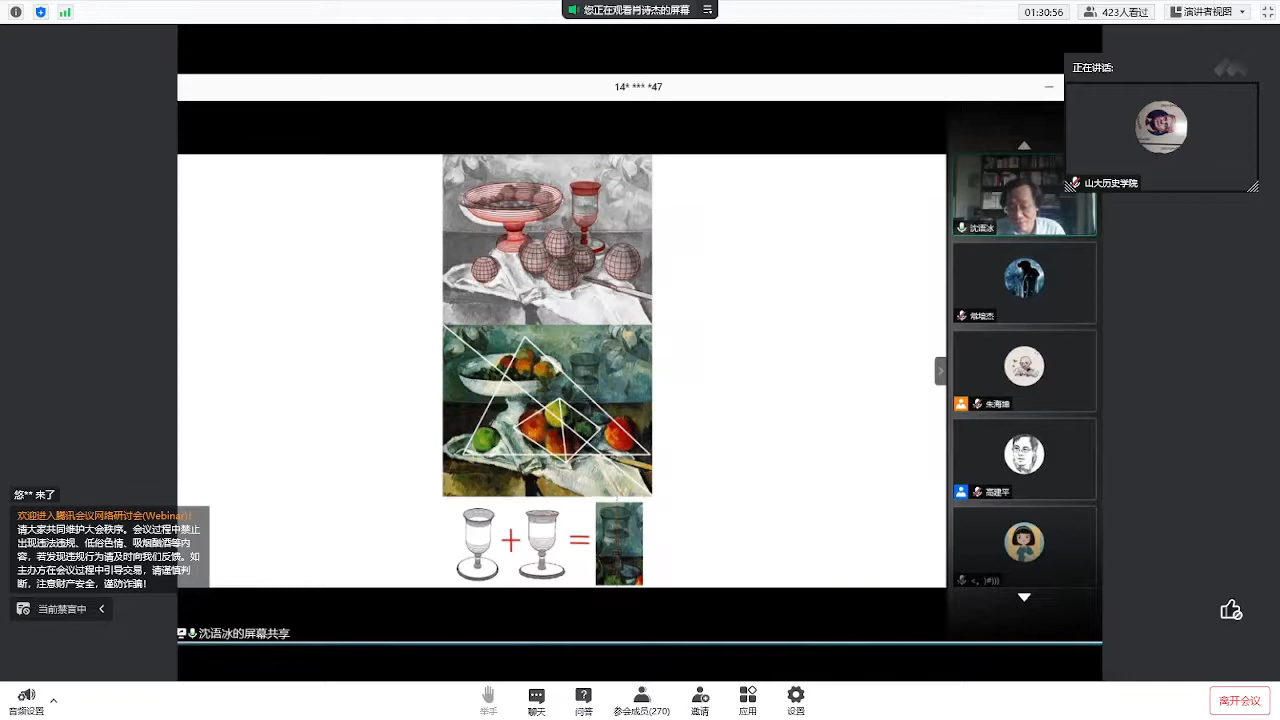 您正在观看肖诗杰的屏幕
01:30:56
423人看过
演讲者视图
正在讲话:
山大历史学院
14* *** *47
沈语冰
常培杰
朱海雄
高建平
<。)#)))
悠** 来了
欢迎进入腾讯会议网络研讨会(Webinar)!
请大家共同维护大会秩序。会议过程中禁止
出现违法违规、低俗色情、吸烟酗酒等内
容，若发现违规行为请及时向我们反馈。如
主办方在会议过程中引导交易，请谨慎判
断，注意财产安全，谨防诈骗!
当前禁言中
沈语冰的屏幕共享
音频设置
举手
聊天
问答
参会成员(270)
邀请
应用
设置
离开会议